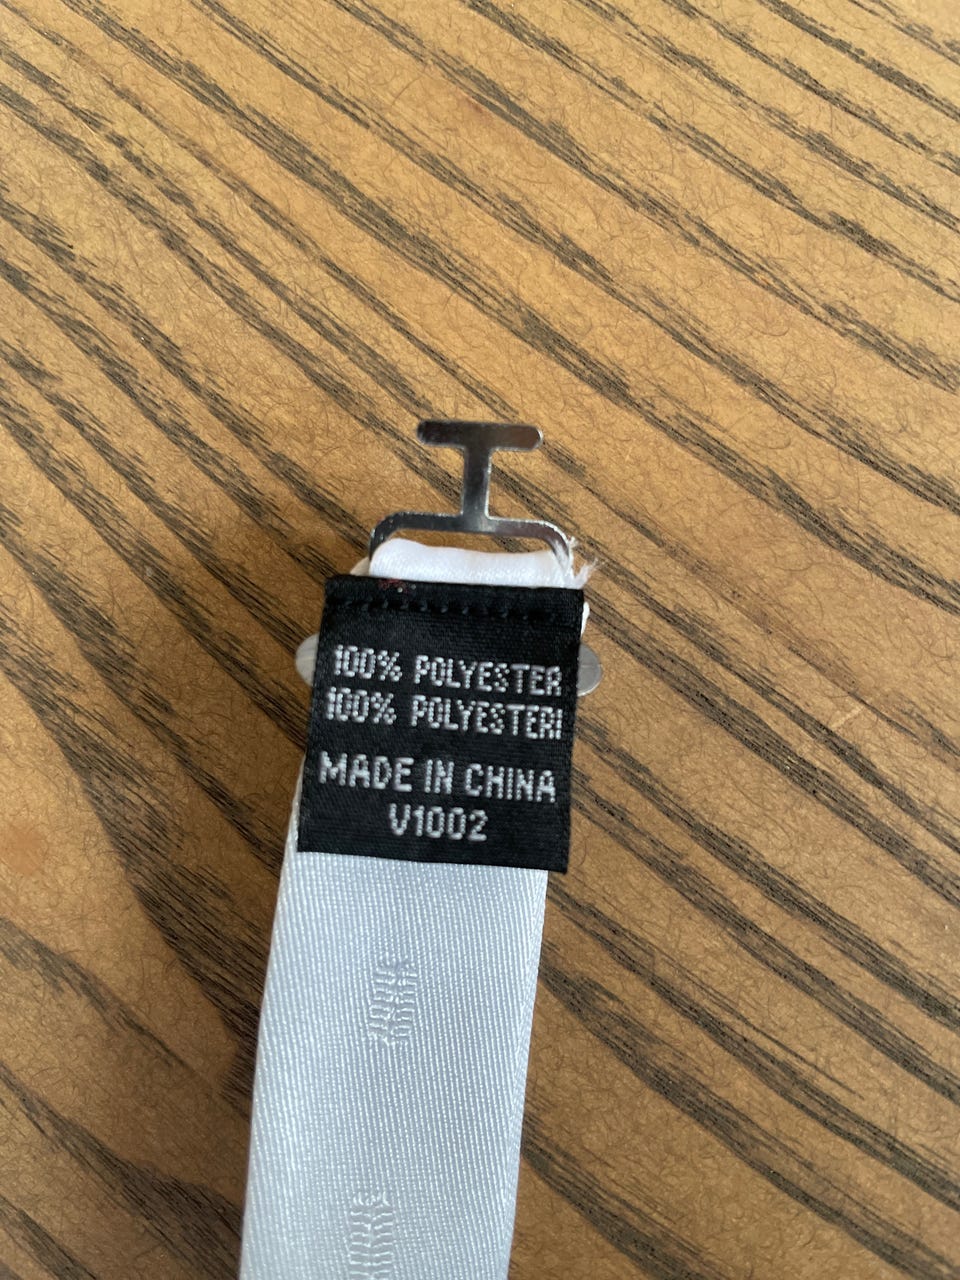 100% POLYESTER
100% POLYESTERI
MADE IN CHINA
V1002